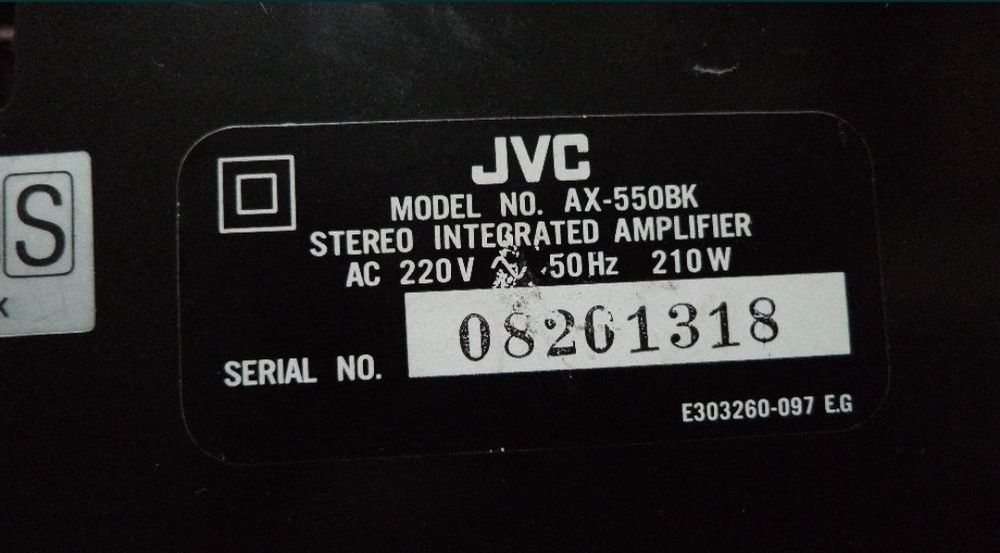 JVC
MODEL NO. AX-550BK
STEREO INTEGRATED AMPLIFIER
AC 220V ∿ 50Hz 210W
SERIAL NO. 08201318
E303260-097 E.G
S
K